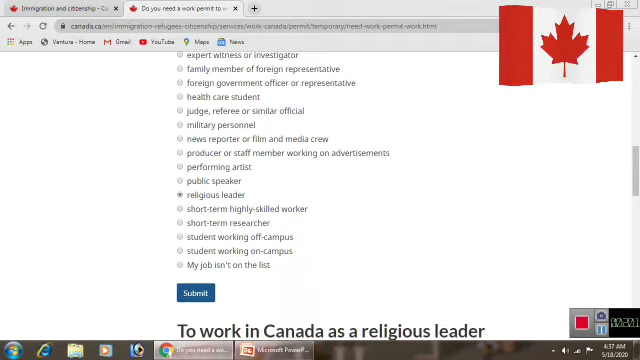 Immigration and citizenship - Ca
Do you need a work permit to w
canada.ca/en/immigration-refugees-citizenship/services/work-canada/permit/temporary/need-work-permit-work.html
Apps
Ventura - Home
Gmail
YouTube
Maps
News
expert witness or investigator
family member of foreign representative
foreign government officer or representative
health care student
judge, referee or similar official
military personnel
news reporter or film and media crew
producer or staff member working on advertisements
performing artist
public speaker
religious leader
short-term highly-skilled worker
short-term researcher
student working off-campus
student working on-campus
My job isn't on the list
Submit
To work in Canada as a religious leader
Do you need a wo...
Microsoft PowerP...
4:37 AM
5/18/2020